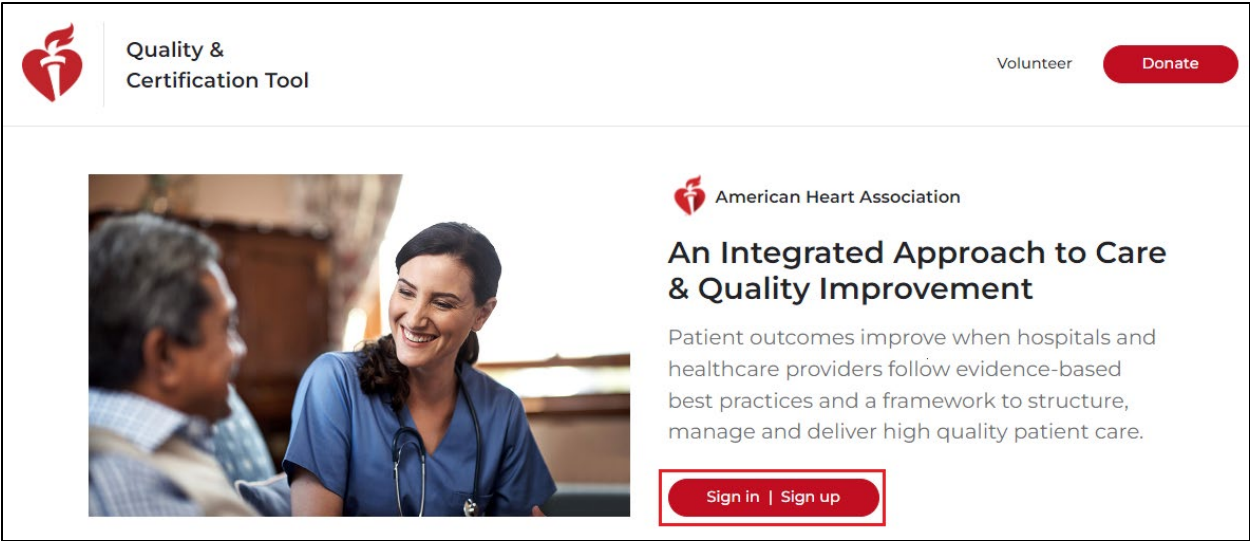 Quality &
Certification Tool
Volunteer
Donate
American Heart Association
An Integrated Approach to Care
& Quality Improvement
Patient outcomes improve when hospitals and
healthcare providers follow evidence-based
best practices and a framework to structure,
manage and deliver high quality patient care.
Sign in | Sign up